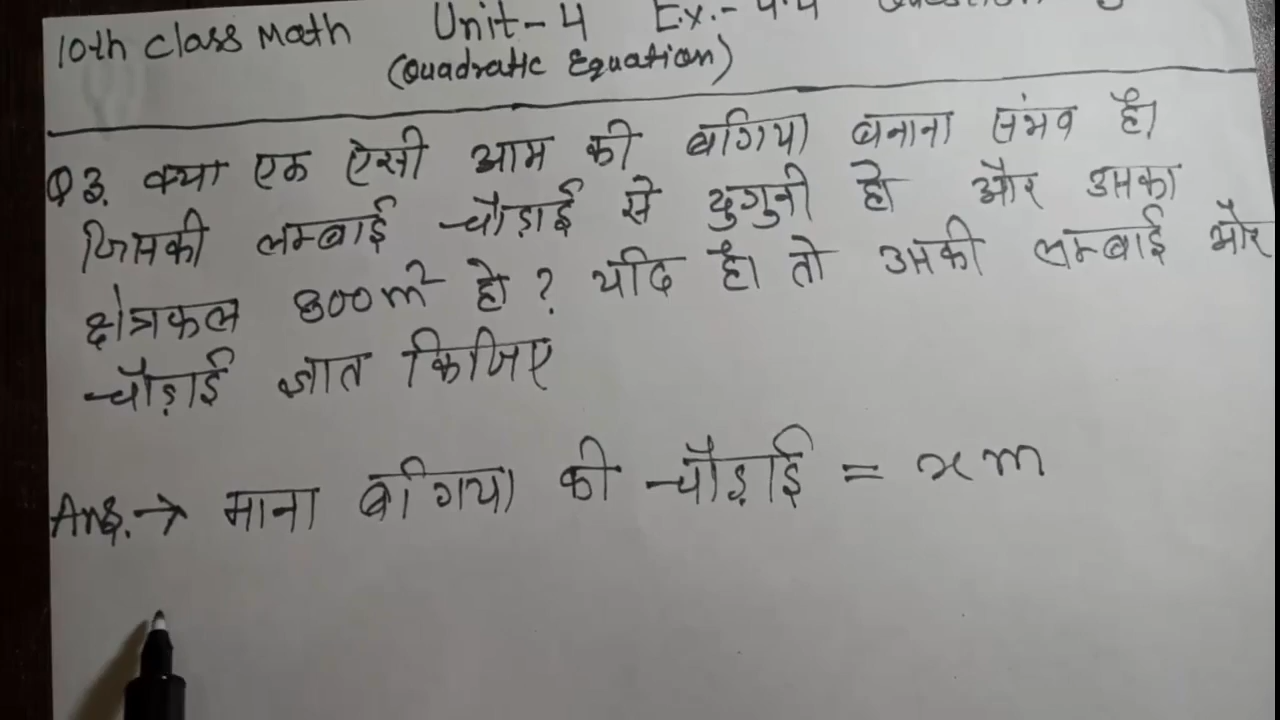 10th class Math Unit-4 Ex.-4.4
(Quadratic Equation)
Q 3. क्या एक ऐसी आम की बगिया बनाना संभव है।
जिसकी लम्बाई चौड़ाई से दुगुनी हो और उसका
क्षेत्रफल 800m² हो ? यदि है। तो उसकी लम्बाई और
चौड़ाई ज्ञात किजिए
Ans. → माना बगिया की चौड़ाई = x m